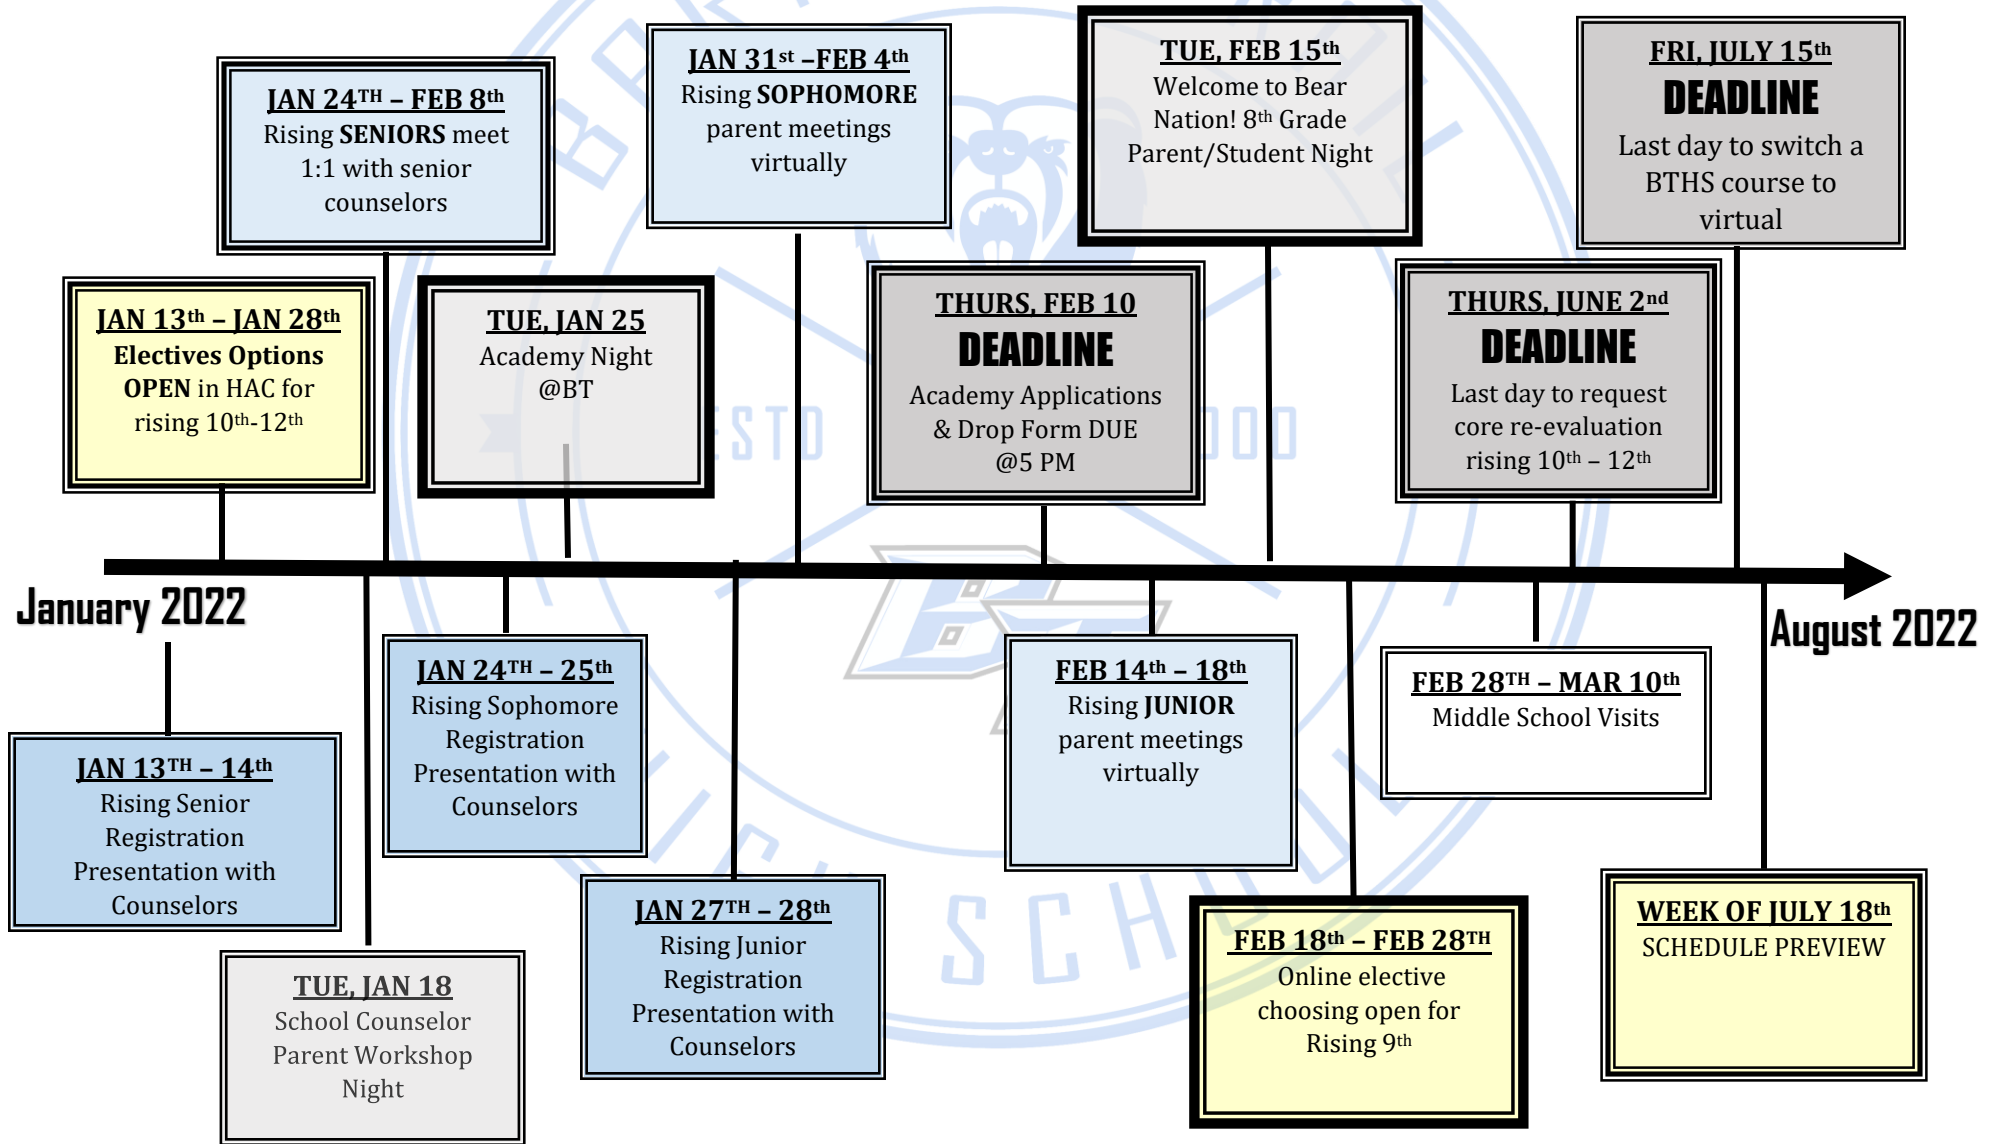 JAN 24TH – FEB 8th
Rising SENIORS meet
1:1 with senior
counselors
JAN 31st –FEB 4th
Rising SOPHOMORE
parent meetings
virtually
TUE, FEB 15th
Welcome to Bear
Nation! 8th Grade
Parent/Student Night
FRI, JULY 15th
DEADLINE
Last day to switch a
BTHS course to
virtual
JAN 13th – JAN 28th
Electives Options
OPEN in HAC for
rising 10th-12th
TUE, JAN 25
Academy Night
@BT
THURS, FEB 10
DEADLINE
Academy Applications
& Drop Form DUE
@5 PM
THURS, JUNE 2nd
DEADLINE
Last day to request
core re-evaluation
rising 10th – 12th
ESTD
January 2022
August 2022
JAN 13TH – 14th
Rising Senior
Registration
Presentation with
Counselors
TUE, JAN 18
School Counselor
Parent Workshop
Night
JAN 24TH – 25th
Rising Sophomore
Registration
Presentation with
Counselors
JAN 27TH – 28th
Rising Junior
Registration
Presentation with
Counselors
FEB 14th – 18th
Rising JUNIOR
parent meetings
virtually
FEB 18th – FEB 28TH
Online elective
choosing open for
Rising 9th
FEB 28TH – MAR 10th
Middle School Visits
WEEK OF JULY 18th
SCHEDULE PREVIEW
SCHOOL